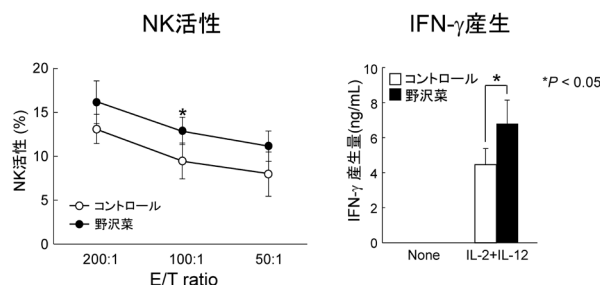 NK活性
NK活性 (%)
20
15
10
5
0
*
コントロール
野沢菜
200:1
100:1
50:1
E/T ratio
IFN-γ産生
IFN-γ 産生量(ng/mL)
10
8
6
4
2
0
コントロール
野沢菜
*
*P < 0.05
None
IL-2+IL-12